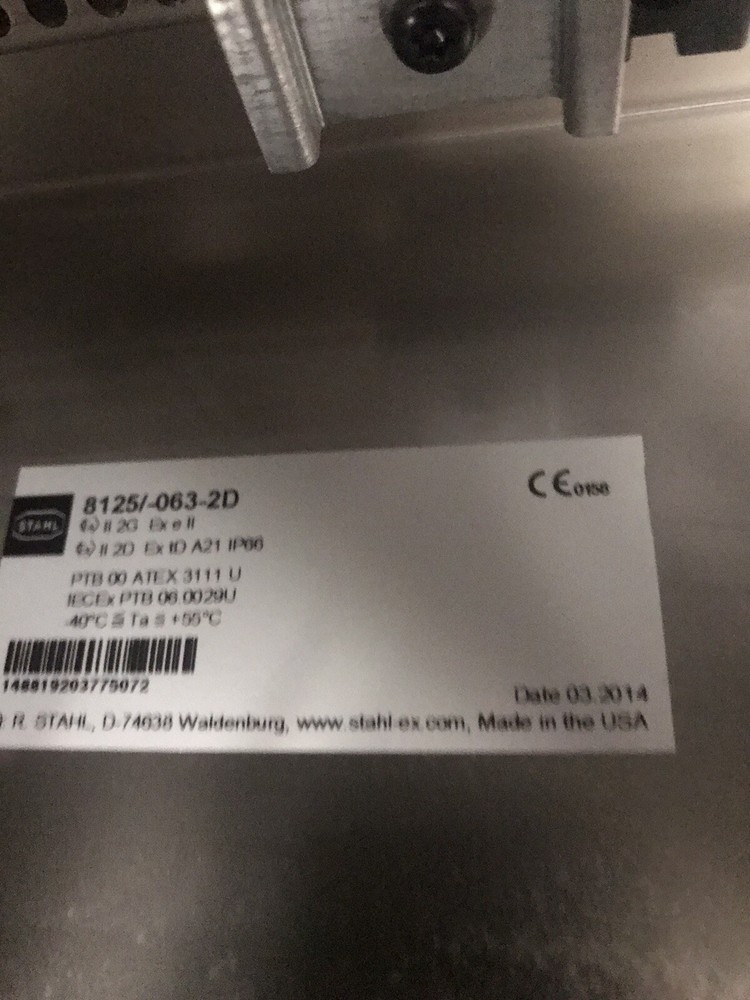 STAHL
8125/-063-2D
CE 0158
II 2G Ex e II
II 2D Ex tD A21 IP66
PTB 00 ATEX 3111 U
IECEx PTB 06.0029U
-40°C ≤ Ta ≤ +55°C
148819203775072
Date 03.2014
R. STAHL, D-74638 Waldenburg, www.stahl-ex.com, Made in the USA